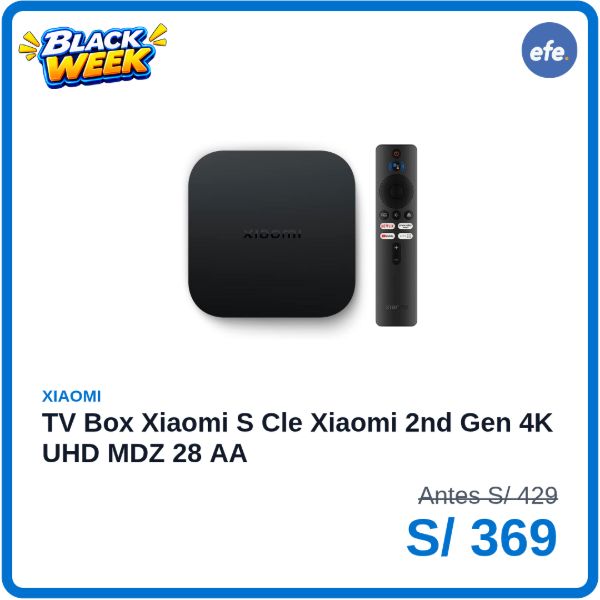 BLACK
WEEK
efe.
XIAOMI
XIAOMI
TV Box Xiaomi S Cle Xiaomi 2nd Gen 4K
UHD MDZ 28 AA
Antes S/ 429
S/ 369